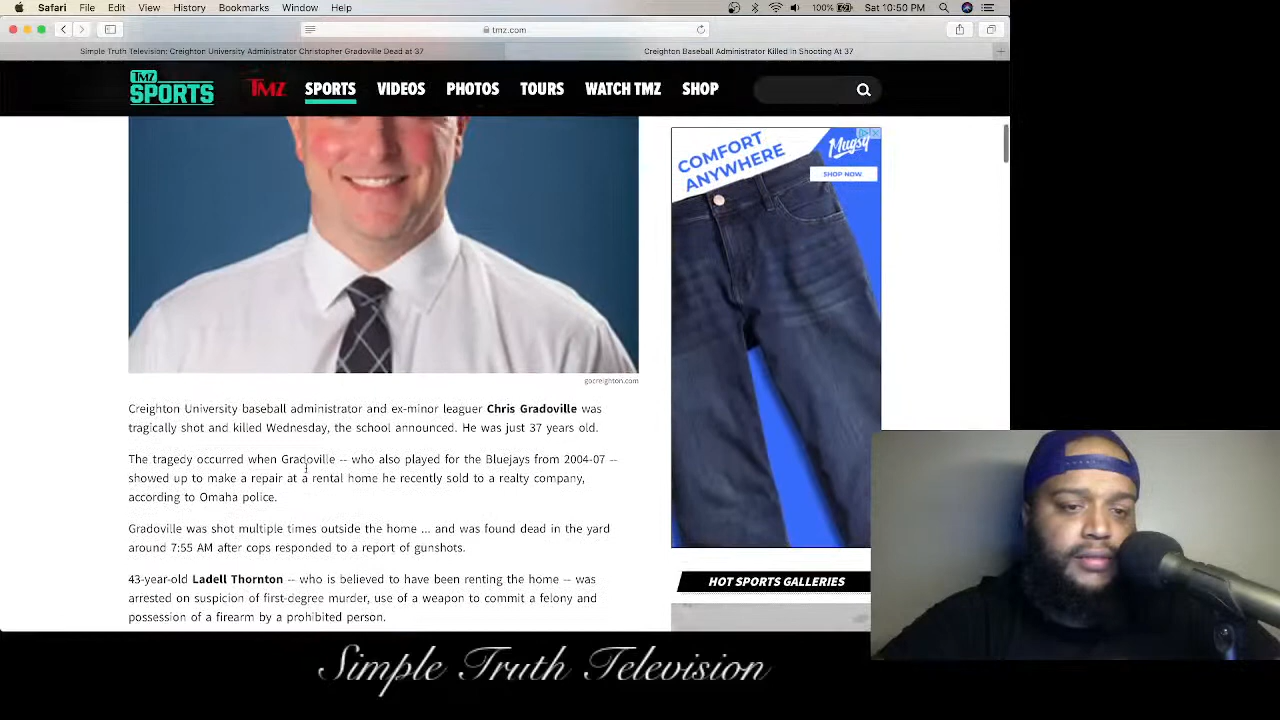 Safari File Edit View History Bookmarks Window Help 100% Sat 10:50 PM
tmz.com
Simple Truth Television: Creighton University Administrator Christopher Gradoville Dead at 37
Creighton Baseball Administrator Killed In Shooting At 37
TMZ SPORTS
TMZ SPORTS VIDEOS PHOTOS TOURS WATCH TMZ SHOP
COMFORT
ANYWHERE
Mugsy
SHOP NOW
gocreighton.com
Creighton University baseball administrator and ex-minor leaguer Chris Gradoville was
tragically shot and killed Wednesday, the school announced. He was just 37 years old.
The tragedy occurred when Gradoville -- who also played for the Bluejays from 2004-07 --
showed up to make a repair at a rental home he recently sold to a realty company,
according to Omaha police.
Gradoville was shot multiple times outside the home ... and was found dead in the yard
around 7:55 AM after cops responded to a report of gunshots.
43-year-old Ladell Thornton -- who is believed to have been renting the home -- was
arrested on suspicion of first-degree murder, use of a weapon to commit a felony and
possession of a firearm by a prohibited person.
HOT SPORTS GALLERIES
Simple Truth Television